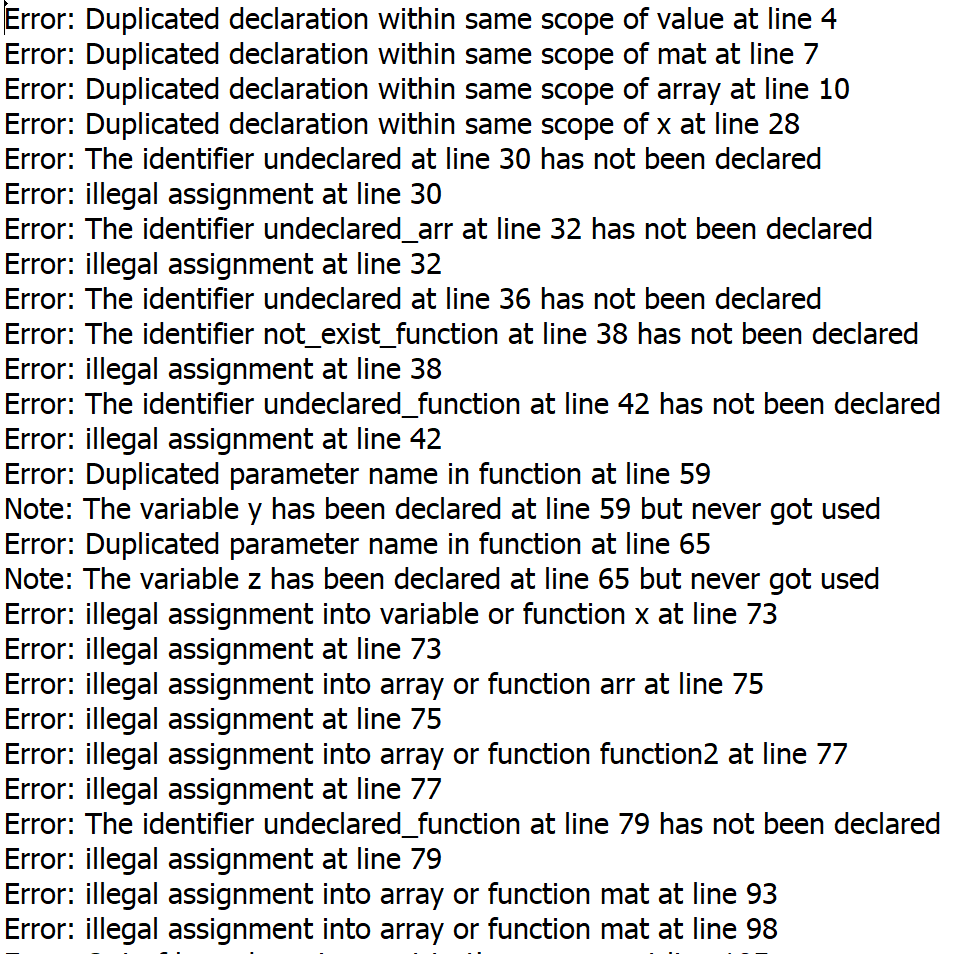 Error: Duplicated declaration within same scope of value at line 4
Error: Duplicated declaration within same scope of mat at line 7
Error: Duplicated declaration within same scope of array at line 10
Error: Duplicated declaration within same scope of x at line 28
Error: The identifier undeclared at line 30 has not been declared
Error: illegal assignment at line 30
Error: The identifier undeclared_arr at line 32 has not been declared
Error: illegal assignment at line 32
Error: The identifier undeclared at line 36 has not been declared
Error: The identifier not_exist_function at line 38 has not been declared
Error: illegal assignment at line 38
Error: The identifier undeclared_function at line 42 has not been declared
Error: illegal assignment at line 42
Error: Duplicated parameter name in function at line 59
Note: The variable y has been declared at line 59 but never got used
Error: Duplicated parameter name in function at line 65
Note: The variable z has been declared at line 65 but never got used
Error: illegal assignment into variable or function x at line 73
Error: illegal assignment at line 73
Error: illegal assignment into array or function arr at line 75
Error: illegal assignment at line 75
Error: illegal assignment into array or function function2 at line 77
Error: illegal assignment at line 77
Error: The identifier undeclared_function at line 79 has not been declared
Error: illegal assignment at line 79
Error: illegal assignment into array or function mat at line 93
Error: illegal assignment into array or function mat at line 98